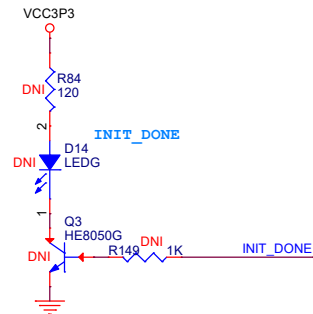 VCC3P3
R84
DNI
120
2
INIT_DONE
D14
DNI
LEDG
1
Q3
HE8050G
DNI
DNI
R149
1K
INIT_DONE